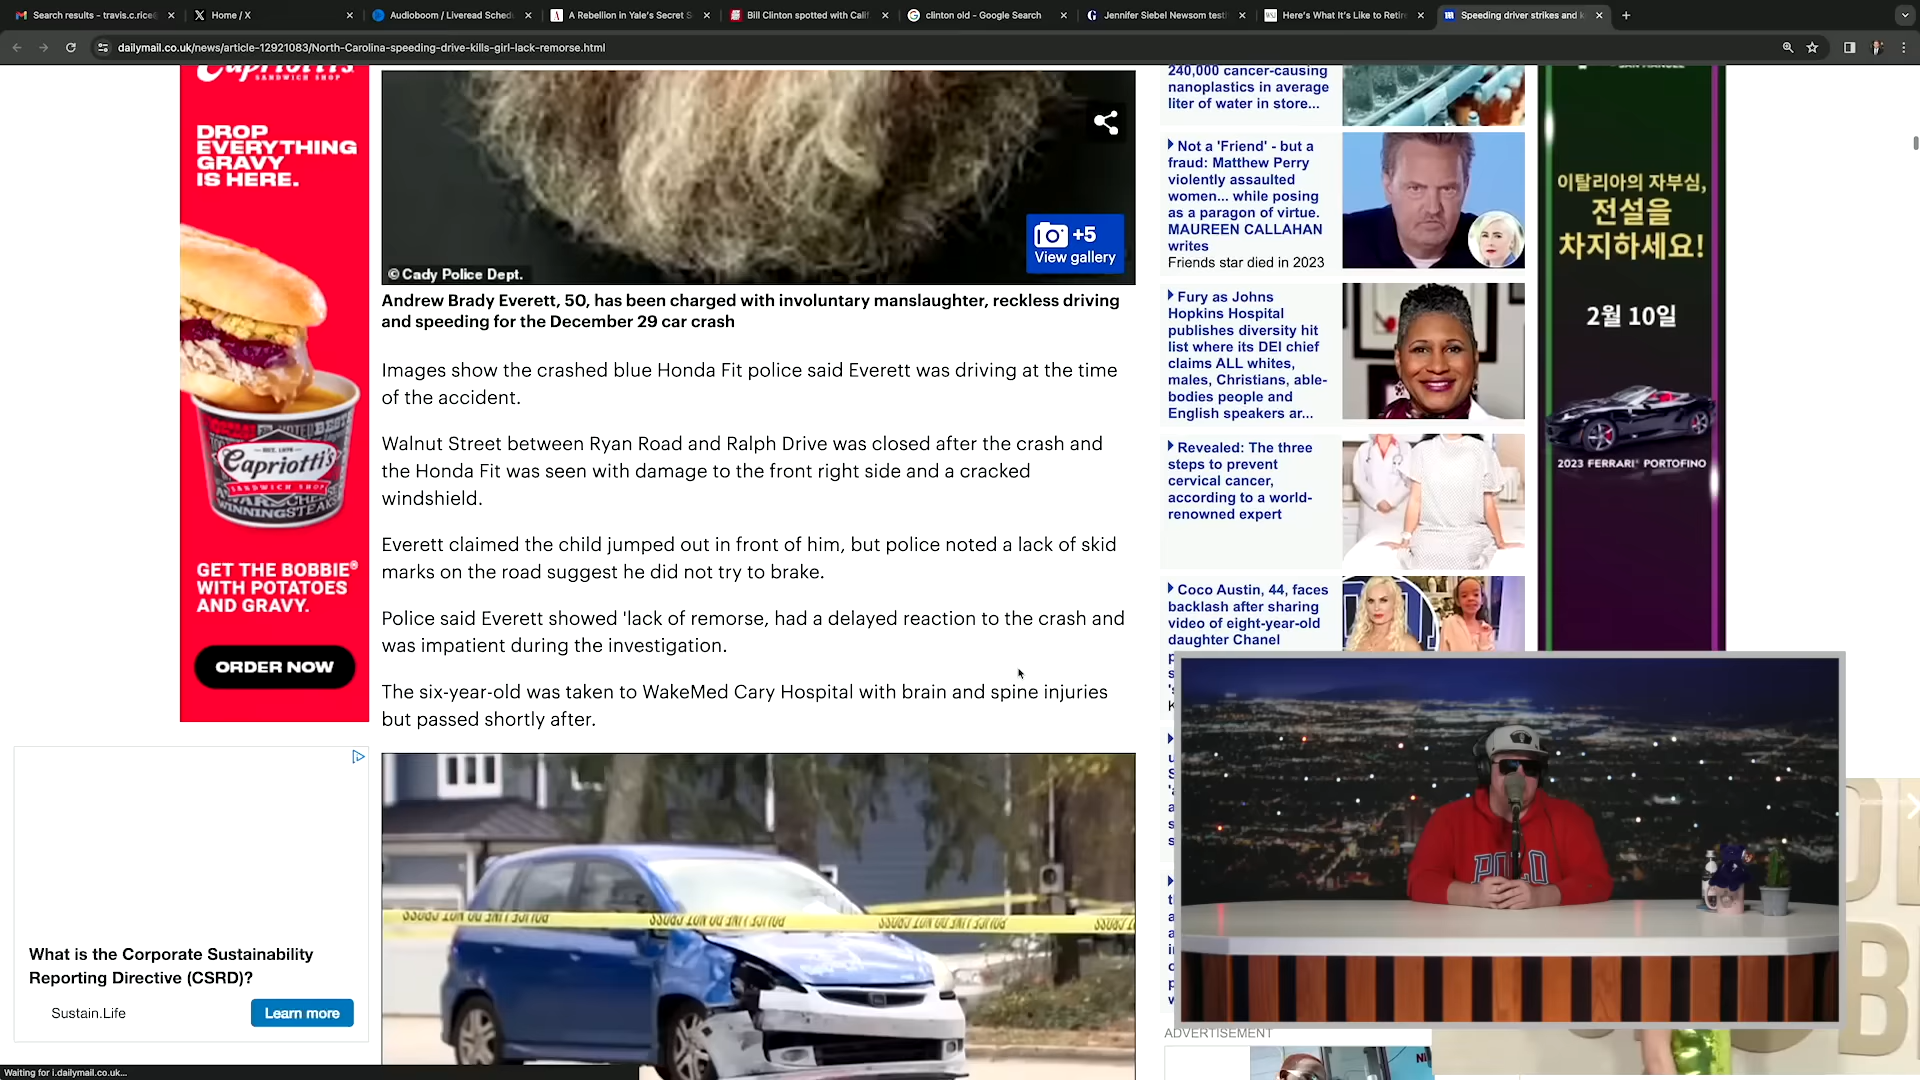 Search results - travis.c.rice
Home / X
Audioboom / Liveread Sched
A Rebellion in Yale's Secret S
Bill Clinton spotted with Cali
clinton old - Google Search
Jennifer Siebel Newsom testi
Here's What It's Like to Retire
Speeding driver strikes and k
dailymail.co.uk/news/article-12921083/North-Carolina-speeding-drive-kills-girl-lack-remorse.html
Capriotti's
SANDWICH SHOP
DROP
EVERYTHING
GRAVY
IS HERE.
Capriotti's
SANDWICH SHOP
GET THE BOBBIE®
WITH POTATOES
AND GRAVY.
ORDER NOW
What is the Corporate Sustainability
Reporting Directive (CSRD)?
Sustain.Life
Learn more
Waiting for i.dailymail.co.uk...
+5
View gallery
© Cady Police Dept.
Andrew Brady Everett, 50, has been charged with involuntary manslaughter, reckless driving
and speeding for the December 29 car crash
Images show the crashed blue Honda Fit police said Everett was driving at the time
of the accident.
Walnut Street between Ryan Road and Ralph Drive was closed after the crash and
the Honda Fit was seen with damage to the front right side and a cracked
windshield.
Everett claimed the child jumped out in front of him, but police noted a lack of skid
marks on the road suggest he did not try to brake.
Police said Everett showed 'lack of remorse, had a delayed reaction to the crash and
was impatient during the investigation.
The six-year-old was taken to WakeMed Cary Hospital with brain and spine injuries
but passed shortly after.
POLICE LINE DO NOT CROSS
240,000 cancer-causing
nanoplastics in average
liter of water in store...
Not a 'Friend' - but a
fraud: Matthew Perry
violently assaulted
women... while posing
as a paragon of virtue.
MAUREEN CALLAHAN
writes
Friends star died in 2023
Fury as Johns
Hopkins Hospital
publishes diversity hit
list where its DEI chief
claims ALL whites,
males, Christians, able-
bodies people and
English speakers ar...
Revealed: The three
steps to prevent
cervical cancer,
according to a world-
renowned expert
Coco Austin, 44, faces
backlash after sharing
video of eight-year-old
daughter Chanel
ADVERTISEMENT
이탈리아의 자부심,
전설을
차지하세요!
2월 10일
2023 FERRARI® PORTOFINO
POLO